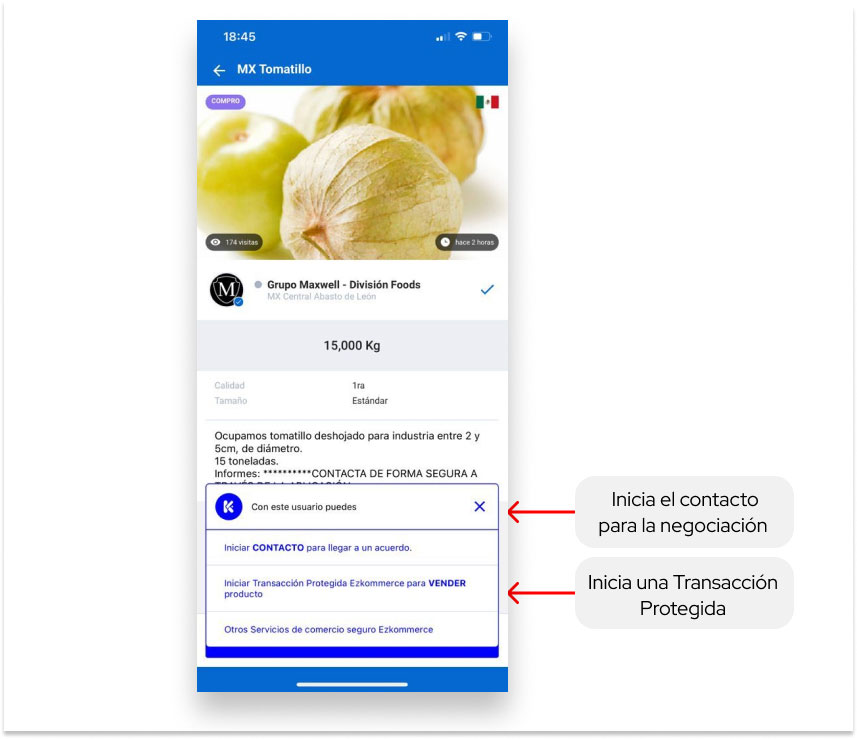 18:45
MX Tomatillo
COMPRO
174 visitas
hace 2 horas
M
Grupo Maxwell - División Foods
MX Central Abasto de León
15,000 Kg
Calidad 1ra
Tamaño Estándar
Ocupamos tomatillo deshojado para industria entre 2 y
5cm, de diámetro.
15 toneladas.
Informes: **********CONTACTA DE FORMA SEGURA A
TRAVÉS DE LA APLICACIÓN
Con este usuario puedes
Iniciar CONTACTO para llegar a un acuerdo.
Iniciar Transacción Protegida Ezkommerce para VENDER
producto
Otros Servicios de comercio seguro Ezkommerce
Inicia el contacto
para la negociación
Inicia una Transacción
Protegida